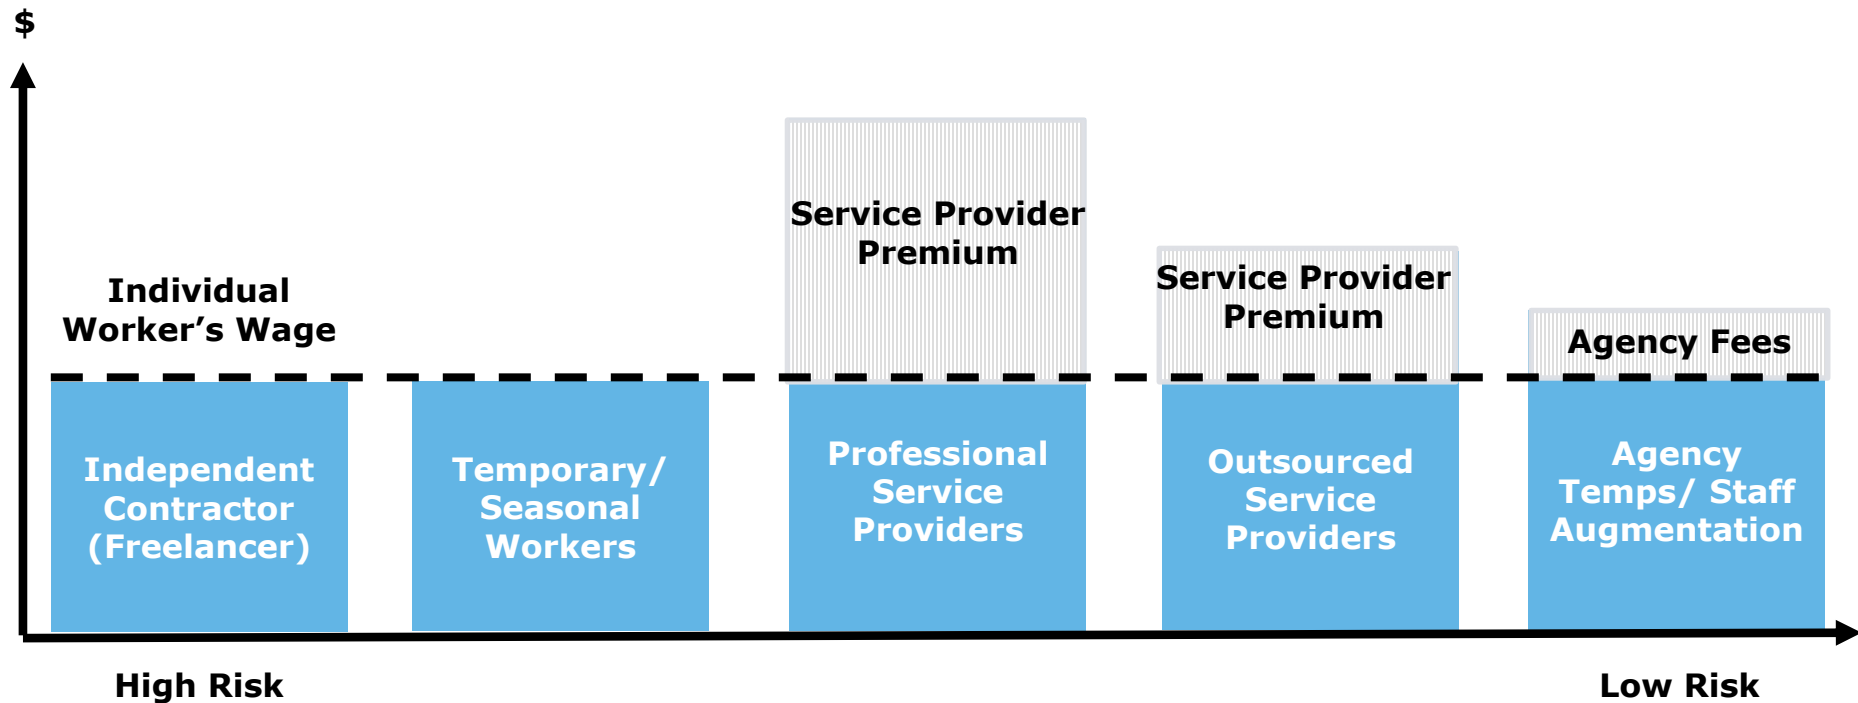 $
Individual
Worker’s Wage
Service Provider
Premium
Service Provider
Premium
Agency Fees
Independent
Contractor
(Freelancer)
Temporary/
Seasonal
Workers
Professional
Service
Providers
Outsourced
Service
Providers
Agency
Temps/ Staff
Augmentation
High Risk
Low Risk